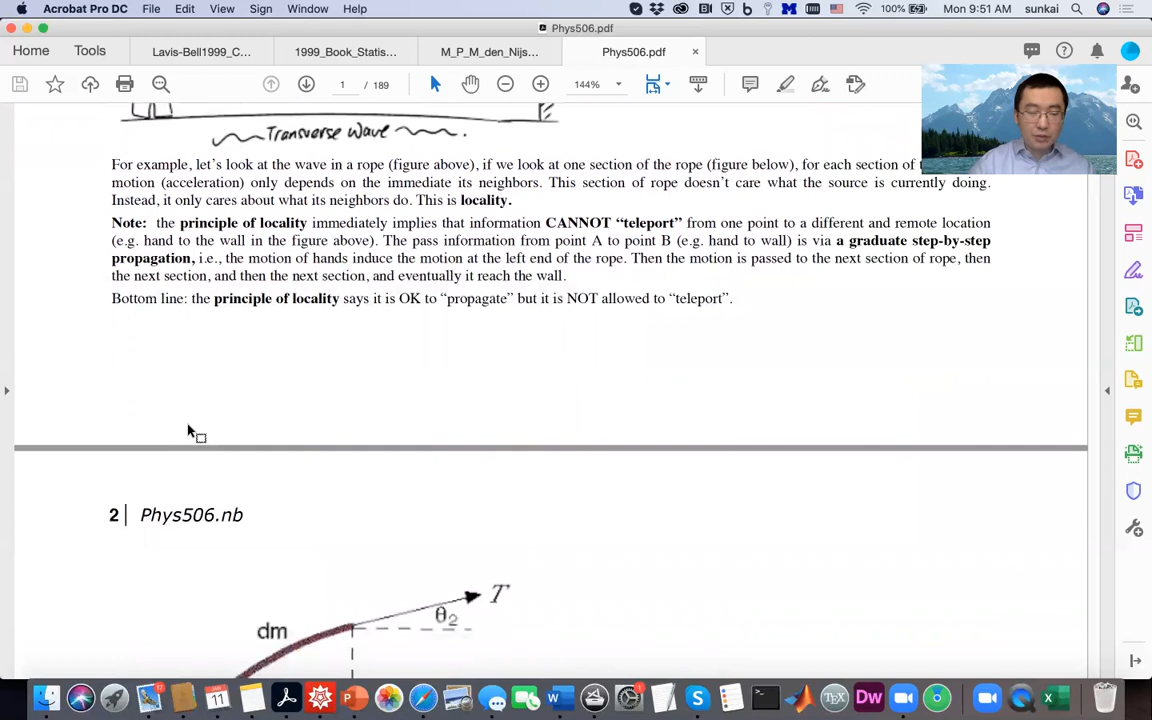 Acrobat Pro DC File Edit View Sign Window Help 100% Mon 9:51 AM sunkai
Phys506.pdf
Home Tools Lavis-Bell1999_C... 1999_Book_Statis... M_P_M_den_Nijs... Phys506.pdf ×
1 / 189 144%
Transverse Wave
For example, let's look at the wave in a rope (figure above), if we look at one section of the rope (figure below), for each section of
motion (acceleration) only depends on the immediate its neighbors. This section of rope doesn't care what the source is currently doing.
Instead, it only cares about what its neighbors do. This is locality.
Note: the principle of locality immediately implies that information CANNOT “teleport” from one point to a different and remote location
(e.g. hand to the wall in the figure above). The pass information from point A to point B (e.g. hand to wall) is via a graduate step-by-step
propagation, i.e., the motion of hands induce the motion at the left end of the rope. Then the motion is passed to the next section of rope, then
the next section, and then the next section, and eventually it reach the wall.
Bottom line: the principle of locality says it is OK to “propagate” but it is NOT allowed to “teleport”.
2 | Phys506.nb
T
θ2
dm
17
JAN
11
TEX
Dw